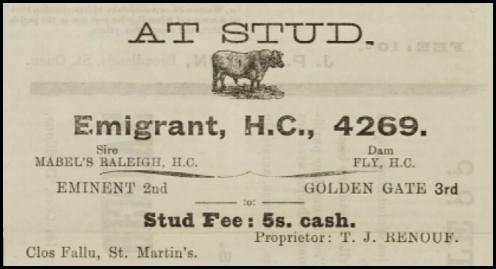 AT STUD.
Emigrant, H.C., 4269.
Sire Dam
MABEL'S RALEIGH, H.C. FLY, H.C.
EMINENT 2nd GOLDEN GATE 3rd
:o:
Stud Fee: 5s. cash.
Proprietor: T. J. RENOUF.
Clos Fallu, St. Martin's.